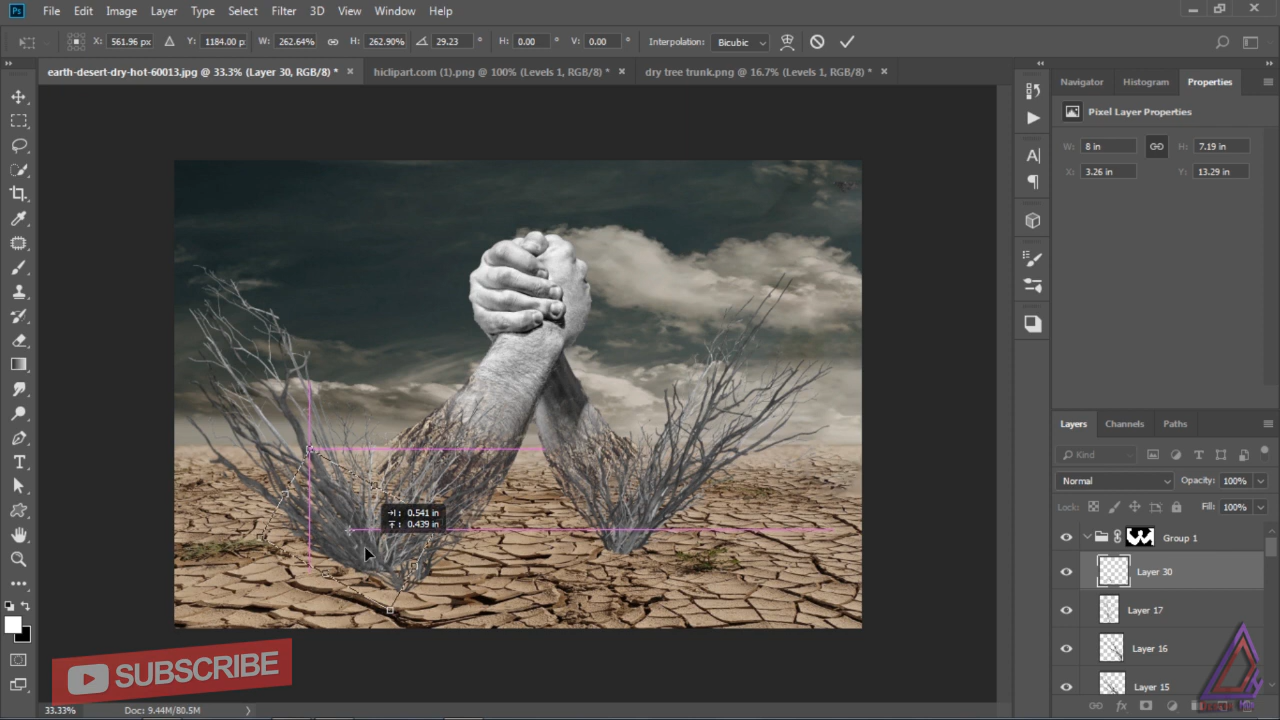 Ps File Edit Image Layer Type Select Filter 3D View Window Help
X: 561.96 px Y: 1184.00 p: W: 262.64% H: 262.90% 29.23 ° H: 0.00 ° V: 0.00 ° Interpolation: Bicubic
earth-desert-dry-hot-60013.jpg @ 33.3% (Layer 30, RGB/8) * × hiclipart.com (1).png @ 100% (Levels 1, RGB/8) * × dry tree trunk.png @ 16.7% (Levels 1, RGB/8) * ×
Navigator Histogram Properties
Pixel Layer Properties
W: 8 in H: 7.19 in
X: 3.26 in Y: 13.29 in
Layers Channels Paths
Kind
Normal Opacity: 100%
Lock: Fill: 100%
Group 1
Layer 30
Layer 17
Layer 16
Layer 15
: 0.541 in
: 0.439 in
SUBSCRIBE
33.33% Doc: 9.44M/80.5M